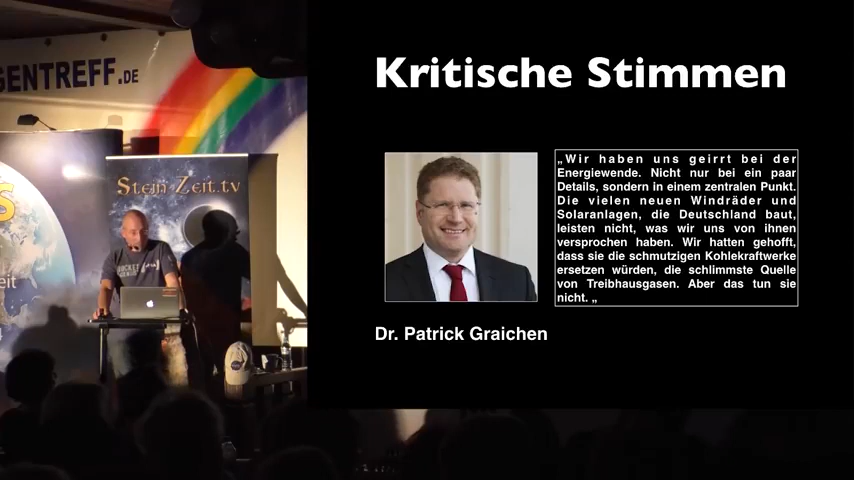 Kritische Stimmen
GENTREFF.DE
Stein-Zeit.tv
„Wir haben uns geirrt bei der
Energiewende. Nicht nur bei ein paar
Details, sondern in einem zentralen Punkt.
Die vielen neuen Windräder und
Solaranlagen, die Deutschland baut,
leisten nicht, was wir uns von ihnen
versprochen haben. Wir hatten gehofft,
dass sie die schmutzigen Kohlekraftwerke
ersetzen würden, die schlimmste Quelle
von Treibhausgasen. Aber das tun sie
nicht. „
Dr. Patrick Graichen